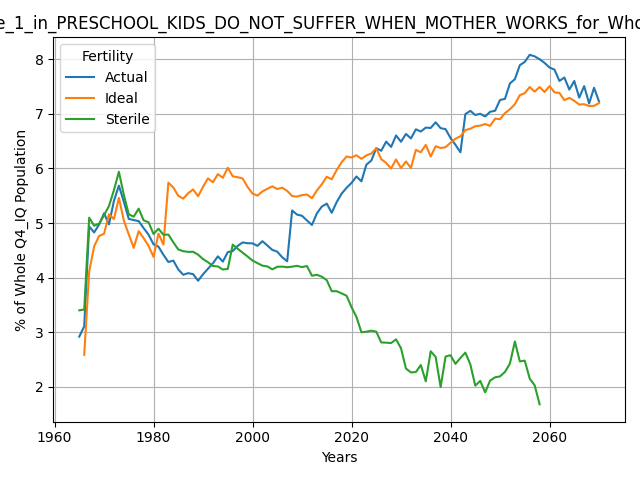 e_1_in_PRESCHOOL_KIDS_DO_NOT_SUFFER_WHEN_MOTHER_WORKS_for_Who
Fertility
Actual
Ideal
Sterile
% of Whole Q4_IQ Population
8
7
6
5
4
3
2
1960
1980
2000
2020
2040
2060
Years